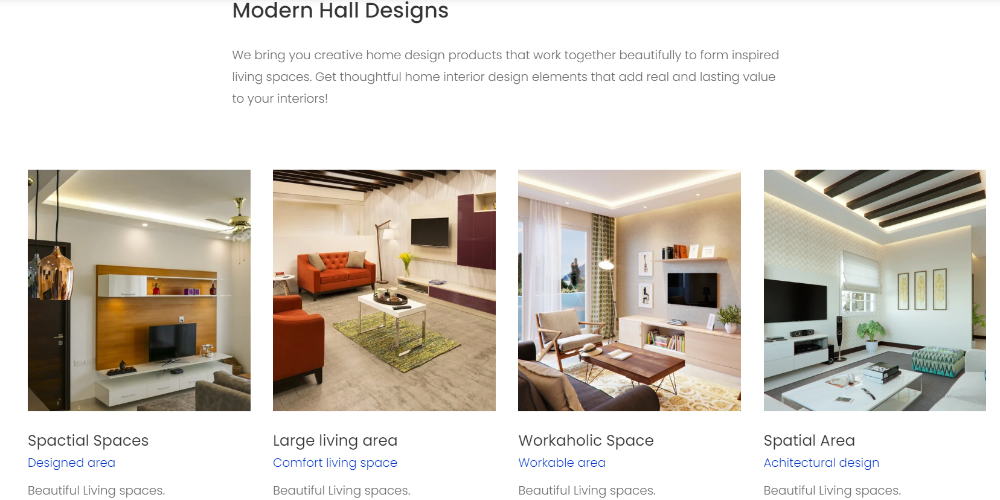 Modern Hall Designs
We bring you creative home design products that work together beautifully to form inspired
living spaces. Get thoughtful home interior design elements that add real and lasting value
to your interiors!
Spactial Spaces
Designed area
Beautiful Living spaces.
Large living area
Comfort living space
Beautiful Living spaces.
Workaholic Space
Workable area
Beautiful Living spaces.
Spatial Area
Achitectural design
Beautiful Living spaces.